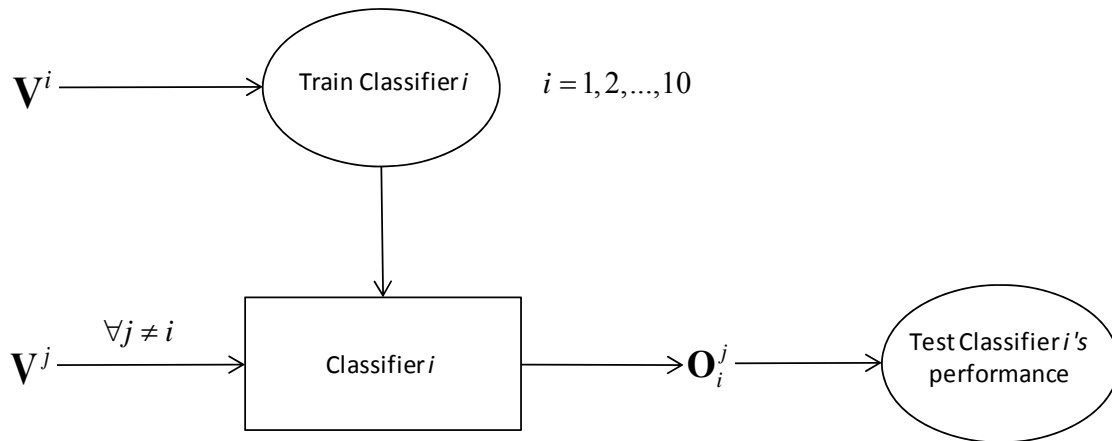 Train Classifier i
V^i
i = 1, 2, ..., 10
∀j ≠ i
V^j
Classifier i
O_i^j
Test Classifier i's
performance